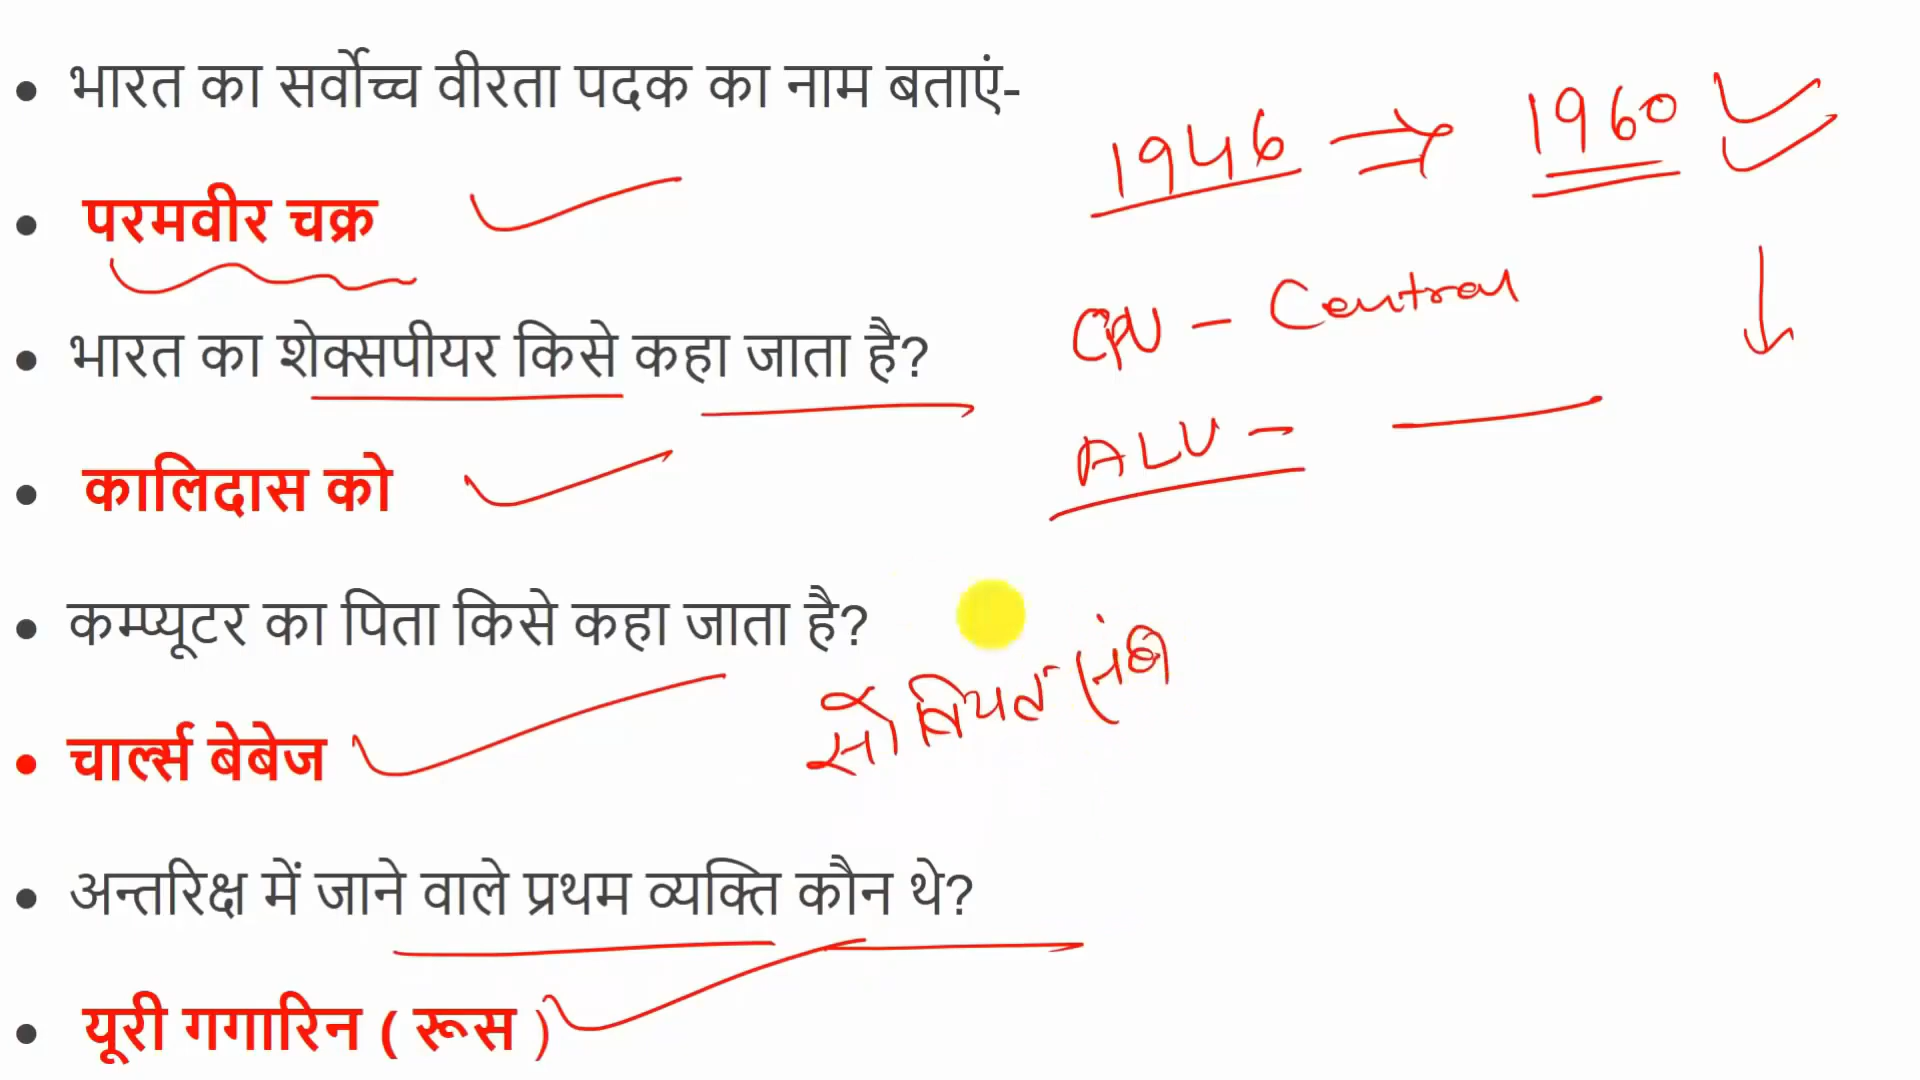 भारत का सर्वोच्च वीरता पदक का नाम बताएं-
1946 ⇒ 1960
परमवीर चक्र
CPU - Central
भारत का शेक्सपीयर किसे कहा जाता है?
ALU -
कालिदास को
कम्प्यूटर का पिता किसे कहा जाता है?
सोवियत संघ
चार्ल्स बेबेज
अन्तरिक्ष में जाने वाले प्रथम व्यक्ति कौन थे?
यूरी गगारिन ( रूस )